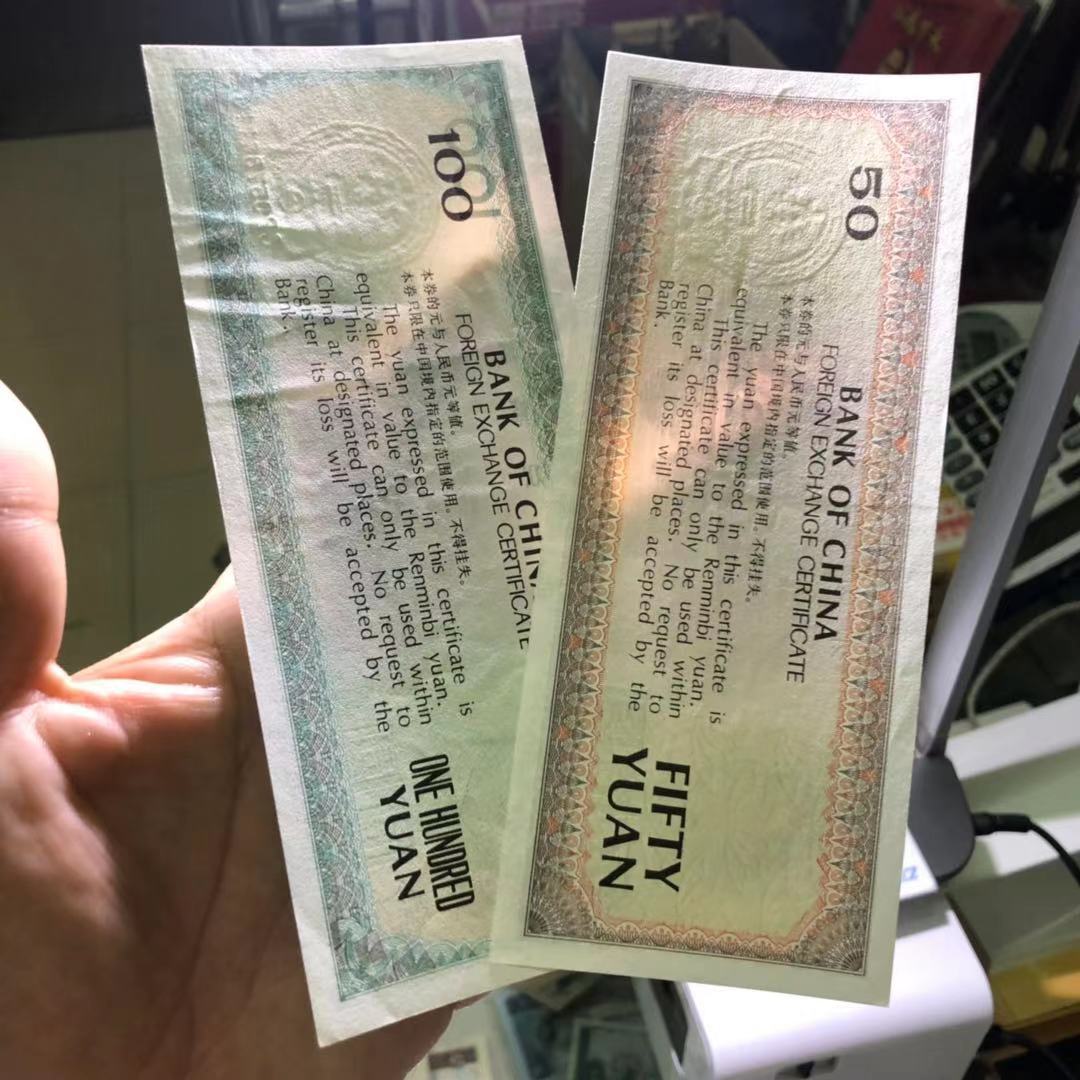 100
BANK OF CHIN
FOREIGN EXCHANGE CERTIFICATE
本券的元与人民币元等值。
本券只限在中国境内指定的范围使用。不得挂失。
The yuan expressed in this certificate is
equivalent in value to the Renminbi yuan.
This certificate can only be used within
China at designated places. No request to
register its loss will be accepted by the
Bank.
ONE HUNDRED
YUAN
50
BANK OF CHINA
FOREIGN EXCHANGE CERTIFICATE
本券的元与人民币元等值.
本券只限在中国境内指定的范围使用.不得挂失。
The yuan expressed in this certificate is
equivalent in value to the Renminbi yuan.
This certificate can only be used within
China at designated places. No request to
register its loss will be accepted by the
Bank.
FIFTY
YUAN